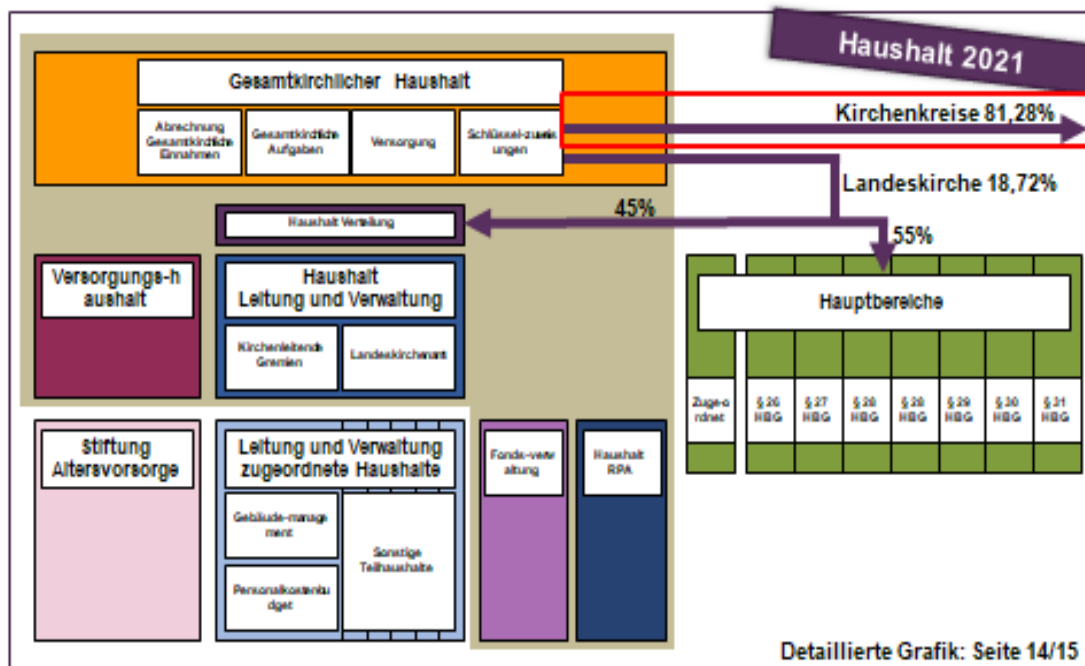 Haushalt 2021
Gesamtkirchlicher Haushalt
Abrechnung
Gesamtkirchliche
Einnahmen
Gesamtkirchliche
Aufgaben
Versorgung
Schlüssel-zuweis
ungen
Kirchenkreise 81,28%
Landeskirche 18,72%
45%
55%
Haushalt Verteilung
Versorgungs-h
aushalt
Haushalt
Leitung und Verwaltung
Kirchenleitende
Gremien
Landeskirchenamt
Hauptbereiche
Zuge-o
rdnet
§ 26
HBG
§ 27
HBG
§ 28
HBG
§ 28
HBG
§ 29
HBG
§ 30
HBG
§ 31
HBG
Stiftung
Altersvorsorge
Leitung und Verwaltung
zugeordnete Haushalte
Gebäude-manage
ment
Personalkostenbu
dget
Sonstige
Teilhaushalte
Fonds-verw
altung
Haushalt
RPA
Detaillierte Grafik: Seite 14/15